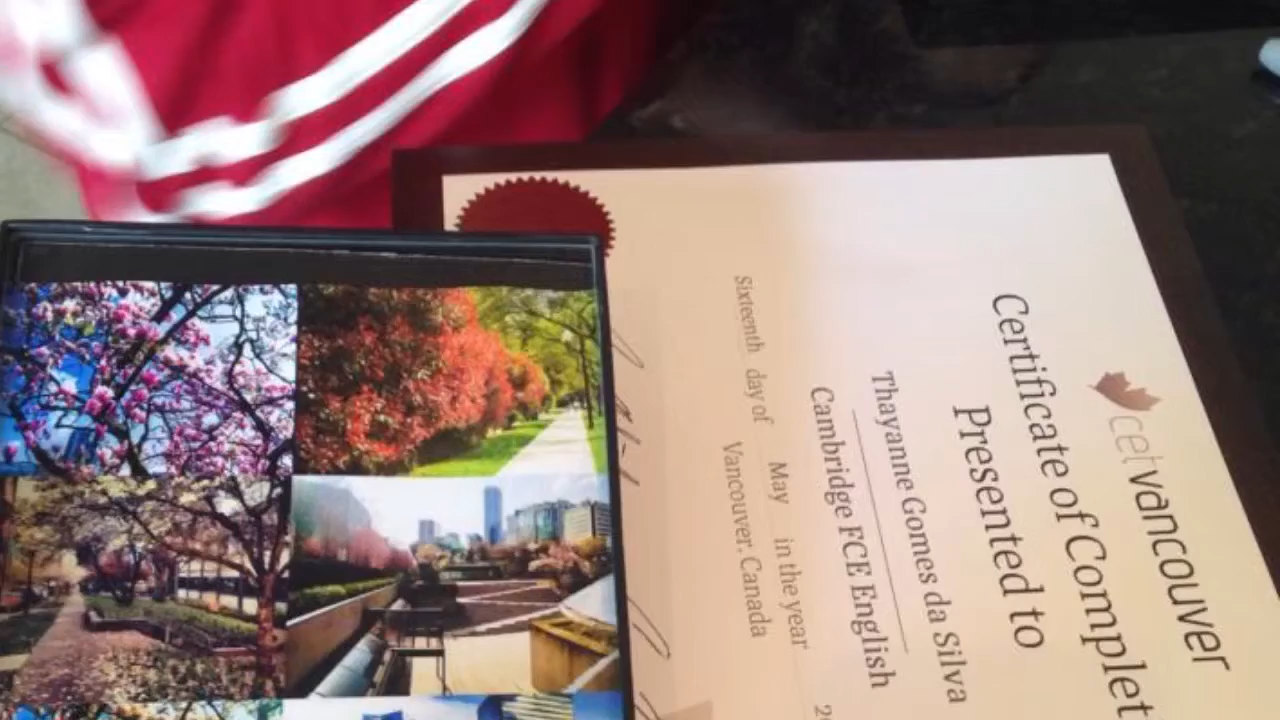 celvancouver
Certificate of Complet
Presented to
Thayanne Gomes da Silva
Cambridge FCE English
Sixteenth day of May in the year
Vancouver, Canada